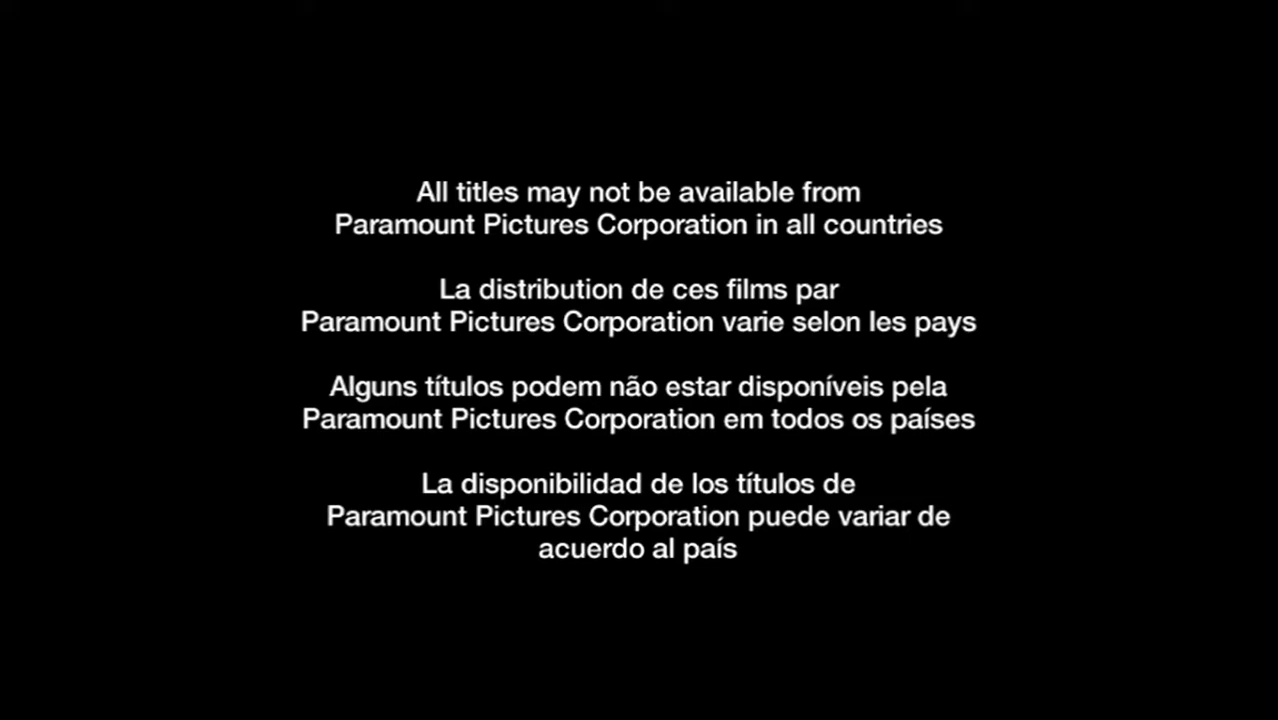 All titles may not be available from
Paramount Pictures Corporation in all countries
La distribution de ces films par
Paramount Pictures Corporation varie selon les pays
Alguns títulos podem não estar disponíveis pela
Paramount Pictures Corporation em todos os países
La disponibilidad de los títulos de
Paramount Pictures Corporation puede variar de
acuerdo al país